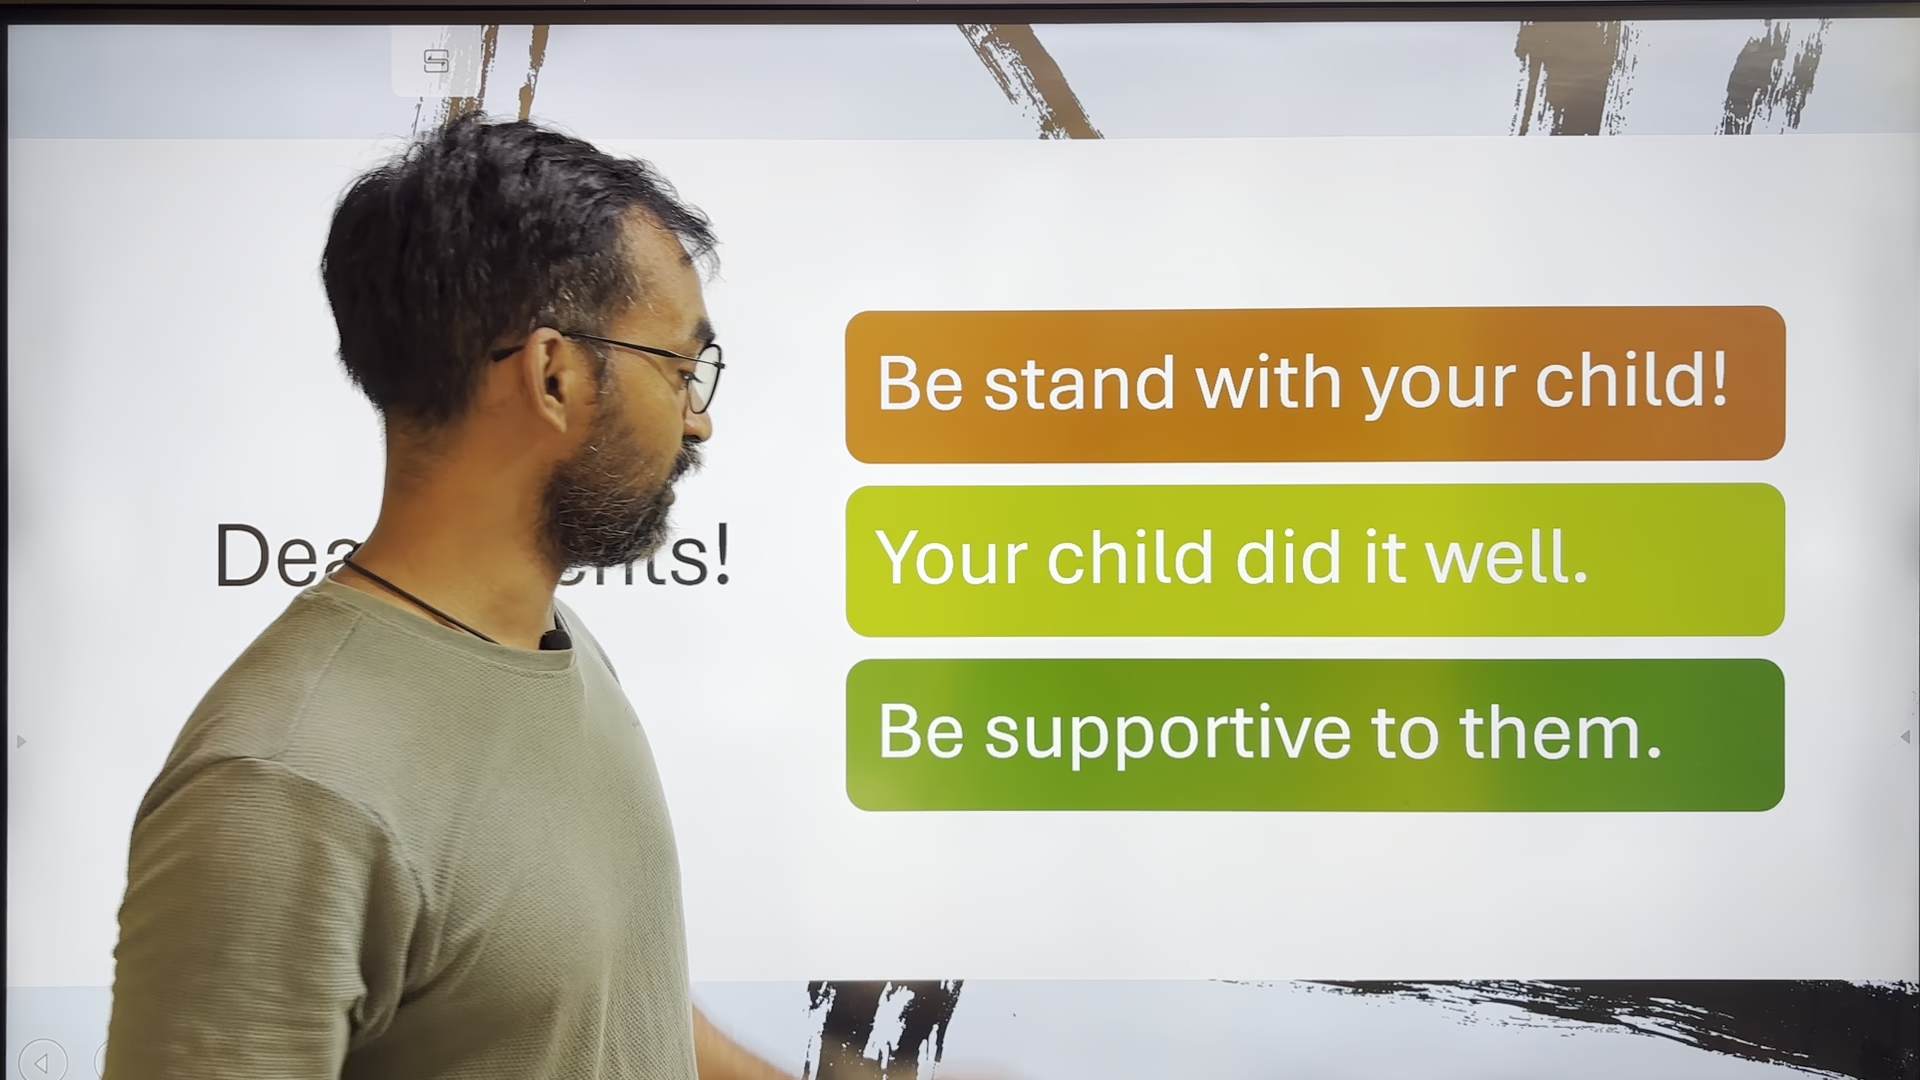 Be stand with your child!
Your child did it well.
Be supportive to them.